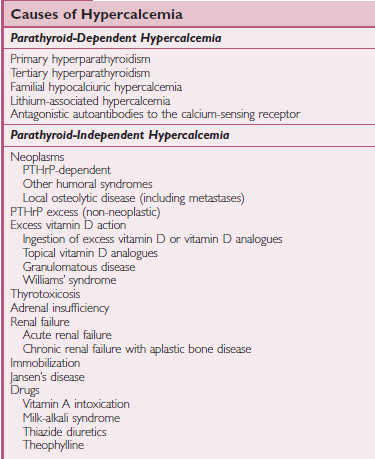 Causes of Hypercalcemia
Parathyroid-Dependent Hypercalcemia
Primary hyperparathyroidism
Tertiary hyperparathyroidism
Familial hypocalciuric hypercalcemia
Lithium-associated hypercalcemia
Antagonistic autoantibodies to the calcium-sensing receptor
Parathyroid-Independent Hypercalcemia
Neoplasms
PTHrP-dependent
Other humoral syndromes
Local osteolytic disease (including metastases)
PTHrP excess (non-neoplastic)
Excess vitamin D action
Ingestion of excess vitamin D or vitamin D analogues
Topical vitamin D analogues
Granulomatous disease
Williams' syndrome
Thyrotoxicosis
Adrenal insufficiency
Renal failure
Acute renal failure
Chronic renal failure with aplastic bone disease
Immobilization
Jansen's disease
Drugs
Vitamin A intoxication
Milk-alkali syndrome
Thiazide diuretics
Theophylline